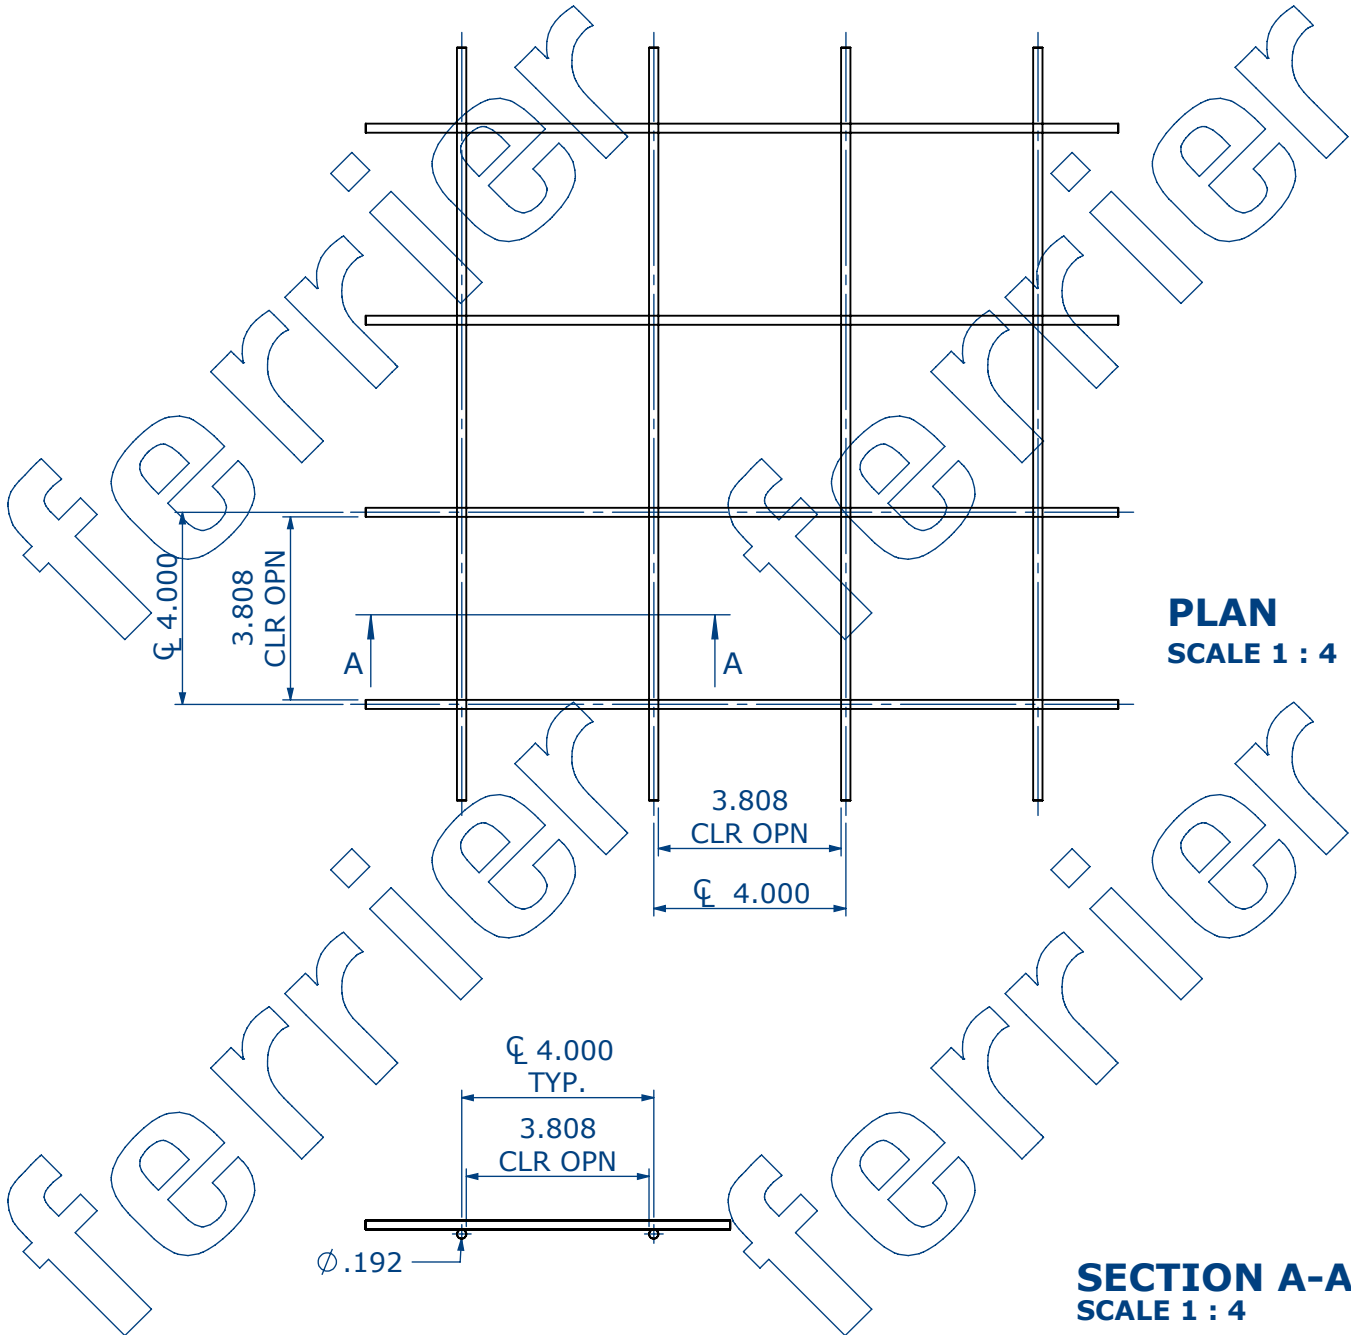 ferrier
ferrier
℄ 4.000
3.808
CLR OPN
A
A
PLAN
SCALE 1 : 4
3.808
CLR OPN
℄ 4.000
ferrier
ferrier
℄ 4.000
TYP.
3.808
CLR OPN
∅.192
SECTION A-A
SCALE 1 : 4